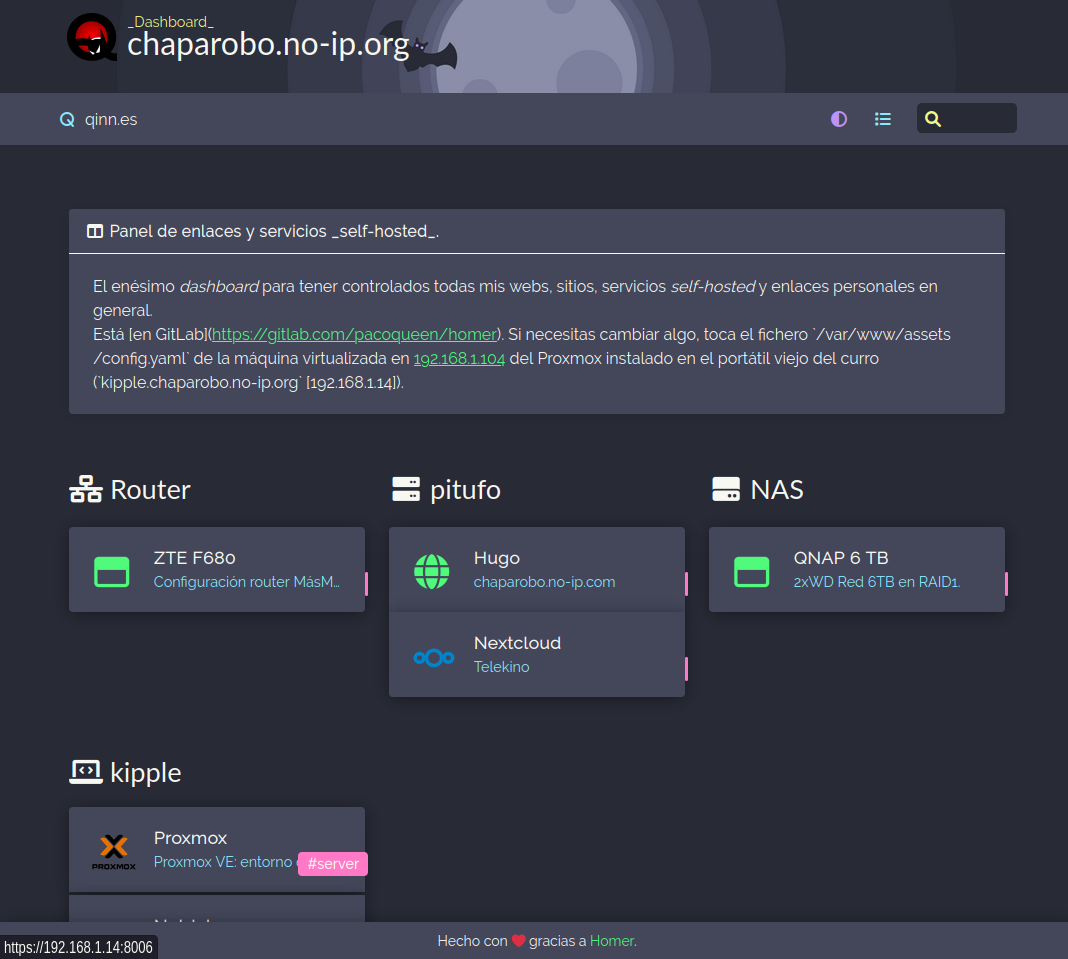 _Dashboard_
chaparobo.no-ip.org
qinn.es
Panel de enlaces y servicios _self-hosted_.
El enésimo dashboard para tener controlados todas mis webs, sitios, servicios self-hosted y enlaces personales en
general.
Está [en GitLab](https://gitlab.com/pacoqueen/homer). Si necesitas cambiar algo, toca el fichero `/var/www/assets
/config.yaml` de la máquina virtualizada en 192.168.1.104 del Proxmox instalado en el portátil viejo del curro
(`kipple.chaparobo.no-ip.org` [192.168.1.14]).
Router
pitufo
NAS
ZTE F680
Configuración router MásM...
Hugo
chaparobo.no-ip.com
QNAP 6 TB
2xWD Red 6TB en RAID1.
Nextcloud
Telekino
kipple
Proxmox
Proxmox VE: entorno
#server
PROXMOX
Hecho con ❤️ gracias a Homer.
https://192.168.1.14:8006